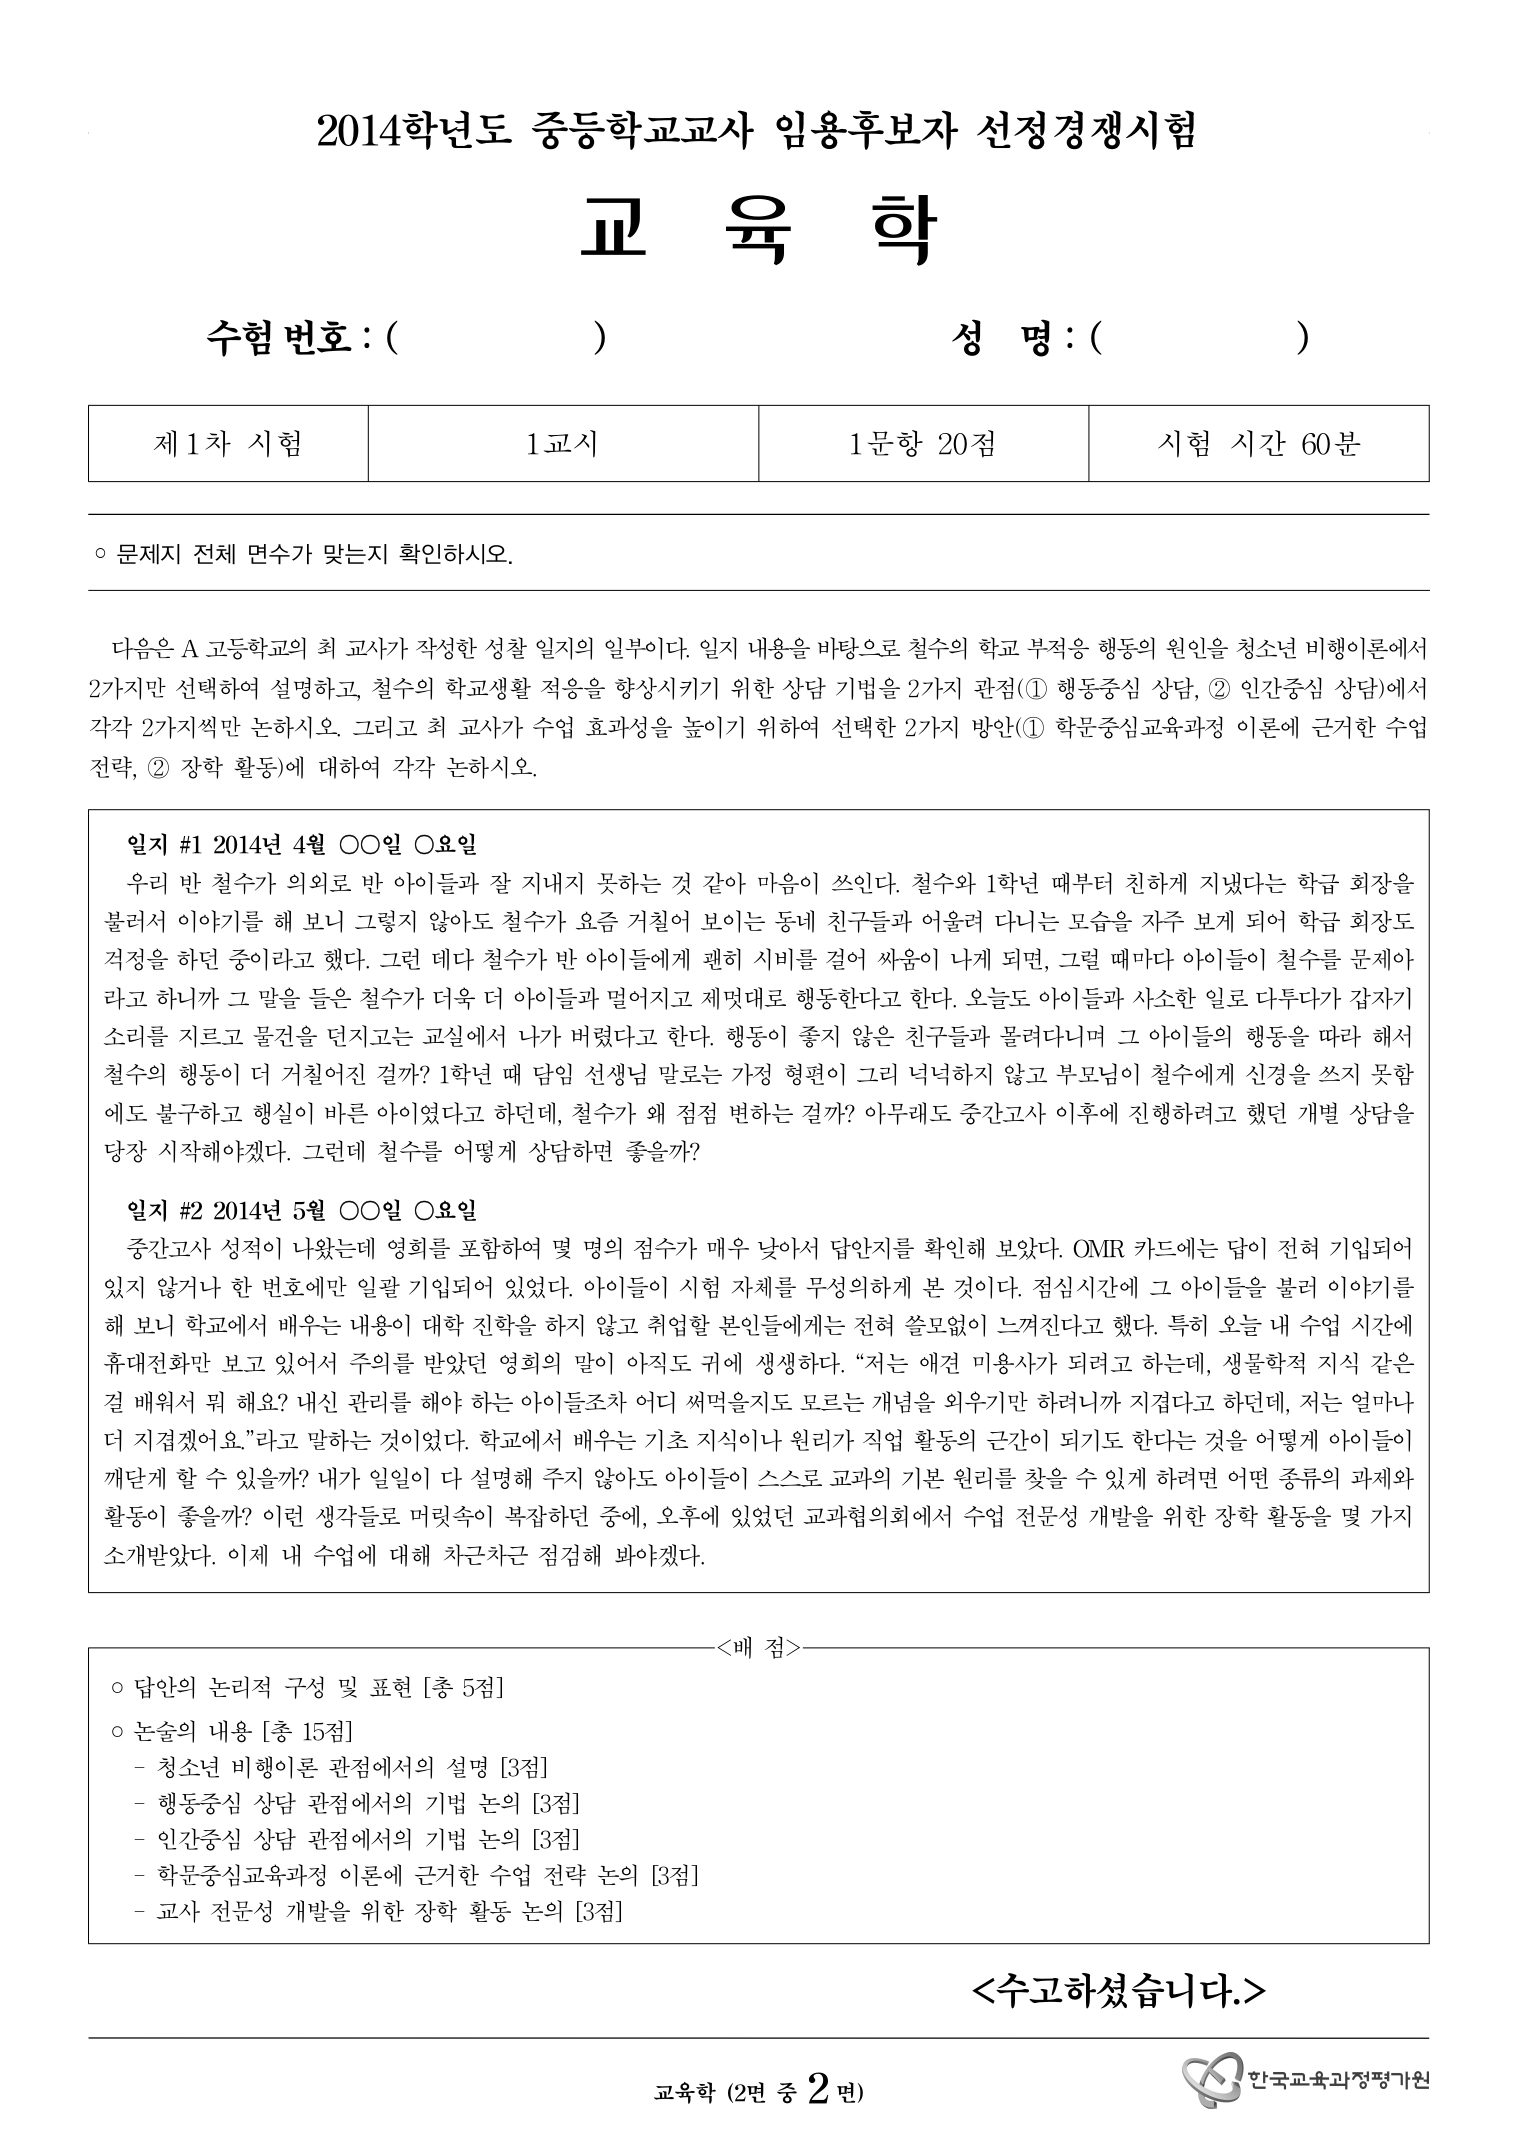 2014학년도 중등학교교사 임용후보자 선정경쟁시험
교 육 학
수험 번호 : ( ) 성 명 : ( )
제1차 시험 1교시 1문항 20점 시험 시간 60분
○ 문제지 전체 면수가 맞는지 확인하시오.
다음은 A 고등학교의 최 교사가 작성한 성찰 일지의 일부이다. 일지 내용을 바탕으로 철수의 학교 부적응 행동의 원인을 청소년 비행이론에서
2가지만 선택하여 설명하고, 철수의 학교생활 적응을 향상시키기 위한 상담 기법을 2가지 관점(① 행동중심 상담, ② 인간중심 상담)에서
각각 2가지씩만 논하시오. 그리고 최 교사가 수업 효과성을 높이기 위하여 선택한 2가지 방안(① 학문중심교육과정 이론에 근거한 수업
전략, ② 장학 활동)에 대하여 각각 논하시오.
일지 #1 2014년 4월 ○○일 ○요일
우리 반 철수가 의외로 반 아이들과 잘 지내지 못하는 것 같아 마음이 쓰인다. 철수와 1학년 때부터 친하게 지냈다는 학급 회장을
불러서 이야기를 해 보니 그렇지 않아도 철수가 요즘 거칠어 보이는 동네 친구들과 어울려 다니는 모습을 자주 보게 되어 학급 회장도
걱정을 하던 중이라고 했다. 그런 데다 철수가 반 아이들에게 괜히 시비를 걸어 싸움이 나게 되면, 그럴 때마다 아이들이 철수를 문제아
라고 하니까 그 말을 들은 철수가 더욱 더 아이들과 멀어지고 제멋대로 행동한다고 한다. 오늘도 아이들과 사소한 일로 다투다가 갑자기
소리를 지르고 물건을 던지고는 교실에서 나가 버렸다고 한다. 행동이 좋지 않은 친구들과 몰려다니며 그 아이들의 행동을 따라 해서
철수의 행동이 더 거칠어진 걸까? 1학년 때 담임 선생님 말로는 가정 형편이 그리 넉넉하지 않고 부모님이 철수에게 신경을 쓰지 못함
에도 불구하고 행실이 바른 아이였다고 하던데, 철수가 왜 점점 변하는 걸까? 아무래도 중간고사 이후에 진행하려고 했던 개별 상담을
당장 시작해야겠다. 그런데 철수를 어떻게 상담하면 좋을까?
일지 #2 2014년 5월 ○○일 ○요일
중간고사 성적이 나왔는데 영희를 포함하여 몇 명의 점수가 매우 낮아서 답안지를 확인해 보았다. OMR 카드에는 답이 전혀 기입되어
있지 않거나 한 번호에만 일괄 기입되어 있었다. 아이들이 시험 자체를 무성의하게 본 것이다. 점심시간에 그 아이들을 불러 이야기를
해 보니 학교에서 배우는 내용이 대학 진학을 하지 않고 취업할 본인들에게는 전혀 쓸모없이 느껴진다고 했다. 특히 오늘 내 수업 시간에
휴대전화만 보고 있어서 주의를 받았던 영희의 말이 아직도 귀에 생생하다. “저는 애견 미용사가 되려고 하는데, 생물학적 지식 같은
걸 배워서 뭐 해요? 내신 관리를 해야 하는 아이들조차 어디 써먹을지도 모르는 개념을 외우기만 하려니까 지겹다고 하던데, 저는 얼마나
더 지겹겠어요.”라고 말하는 것이었다. 학교에서 배우는 기초 지식이나 원리가 직업 활동의 근간이 되기도 한다는 것을 어떻게 아이들이
깨닫게 할 수 있을까? 내가 일일이 다 설명해 주지 않아도 아이들이 스스로 교과의 기본 원리를 찾을 수 있게 하려면 어떤 종류의 과제와
활동이 좋을까? 이런 생각들로 머릿속이 복잡하던 중에, 오후에 있었던 교과협의회에서 수업 전문성 개발을 위한 장학 활동을 몇 가지
소개받았다. 이제 내 수업에 대해 차근차근 점검해 봐야겠다.
<배 점>
○ 답안의 논리적 구성 및 표현 [총 5점]
○ 논술의 내용 [총 15점]
- 청소년 비행이론 관점에서의 설명 [3점]
- 행동중심 상담 관점에서의 기법 논의 [3점]
- 인간중심 상담 관점에서의 기법 논의 [3점]
- 학문중심교육과정 이론에 근거한 수업 전략 논의 [3점]
- 교사 전문성 개발을 위한 장학 활동 논의 [3점]
<수고하셨습니다.>
교육학 (2면 중 2 면)
한국교육과정평가원